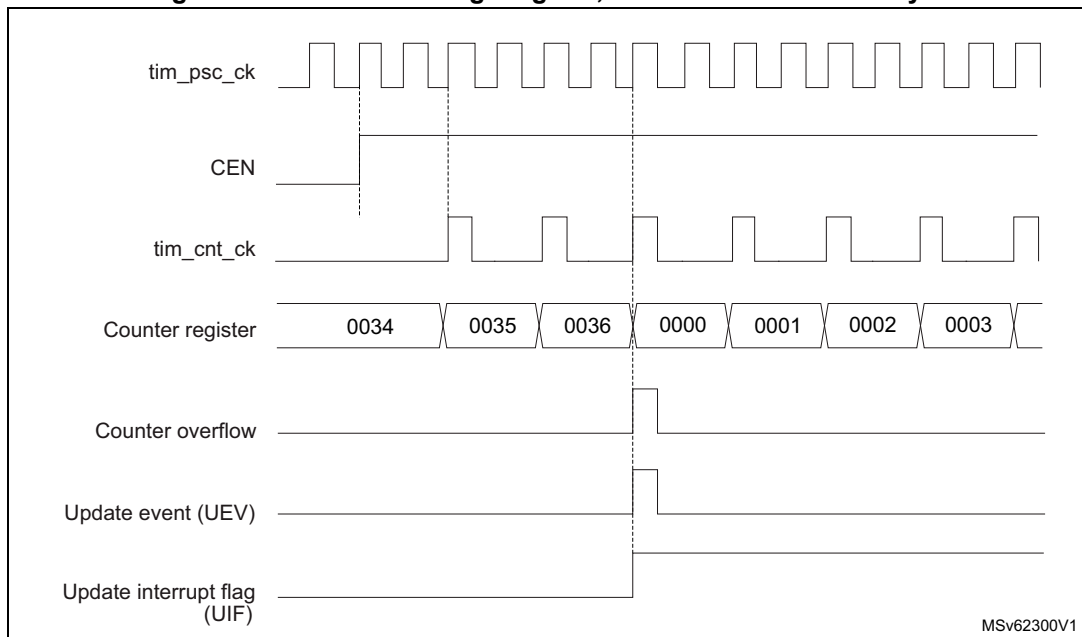 tim_psc_ck
CEN
tim_cnt_ck
Counter register 0034 0035 0036 0000 0001 0002 0003
Counter overflow
Update event (UEV)
Update interrupt flag
(UIF)
MSv62300V1